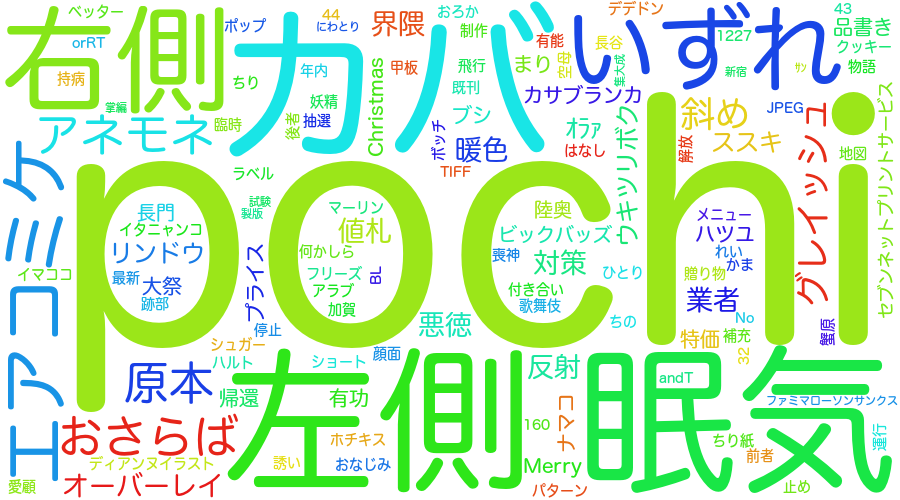 ベッター
44
にわとり
おろか
デデドン
43
品書き
orRT
ポップ
界隈
制作
有能
1227
クッキー
右側
カバ
いずれ
持病
ちり
年内
甲板
飛行
まり
空母
長谷
集大成
新宿
サン
物語
掌編
臨時
妖精
既刊
カサブランカ
JPEG
アネモネ
後者
抽選
Christmas
ブシ
オラァ
斜め
ススキ
ボッチ
暖色
はなし
ウキツリボク
解放
グレイッシュ
地図
セブンネットプリントサービス
TIFF
ラベル
試験
製版
pochi
エアコミケ
長門
イタニャンコ
マーリン
値札
陸奥
メニュー
リンドウ
何かしら
ビックバッズ
ハツユ
イマココ
最新
大祭
プライス
フリーズ
BL
喪神
対策
れい
かま
ひとり
贈り物
跡部
アラブ
加賀
付き合い
歌舞伎
業者
停止
悪徳
ちの
No
蟹原
シュガー
顔面
特価
補充
32
原本
ハルト
ショート
反射
andT
左側
眠気
帰還
有功
ナマコ
ファミマローソンサンクス
おさらば
160
ホチキス
ちり紙
運行
ディアンヌイラスト
誘い
おなじみ
Merry
前者
愛顧
オーバーレイ
パターン
止め